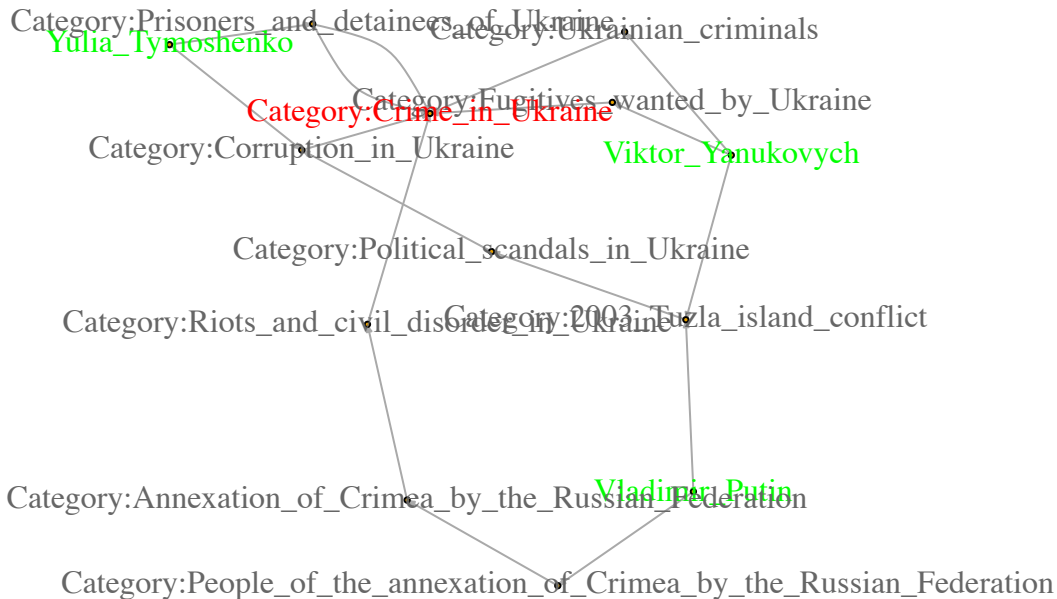 Category:Prisoners_and_detainees_of_Ukraine
Category:Ukrainian_criminals
Yulia_Tymoshenko
Category:Fugitives_wanted_by_Ukraine
Category:Crime_in_Ukraine
Category:Corruption_in_Ukraine
Viktor_Yanukovych
Category:Political_scandals_in_Ukraine
Category:2003_Tuzla_island_conflict
Category:Riots_and_civil_disorder_in_Ukraine
Vladimir_Putin
Category:Annexation_of_Crimea_by_the_Russian_Federation
Category:People_of_the_annexation_of_Crimea_by_the_Russian_Federation